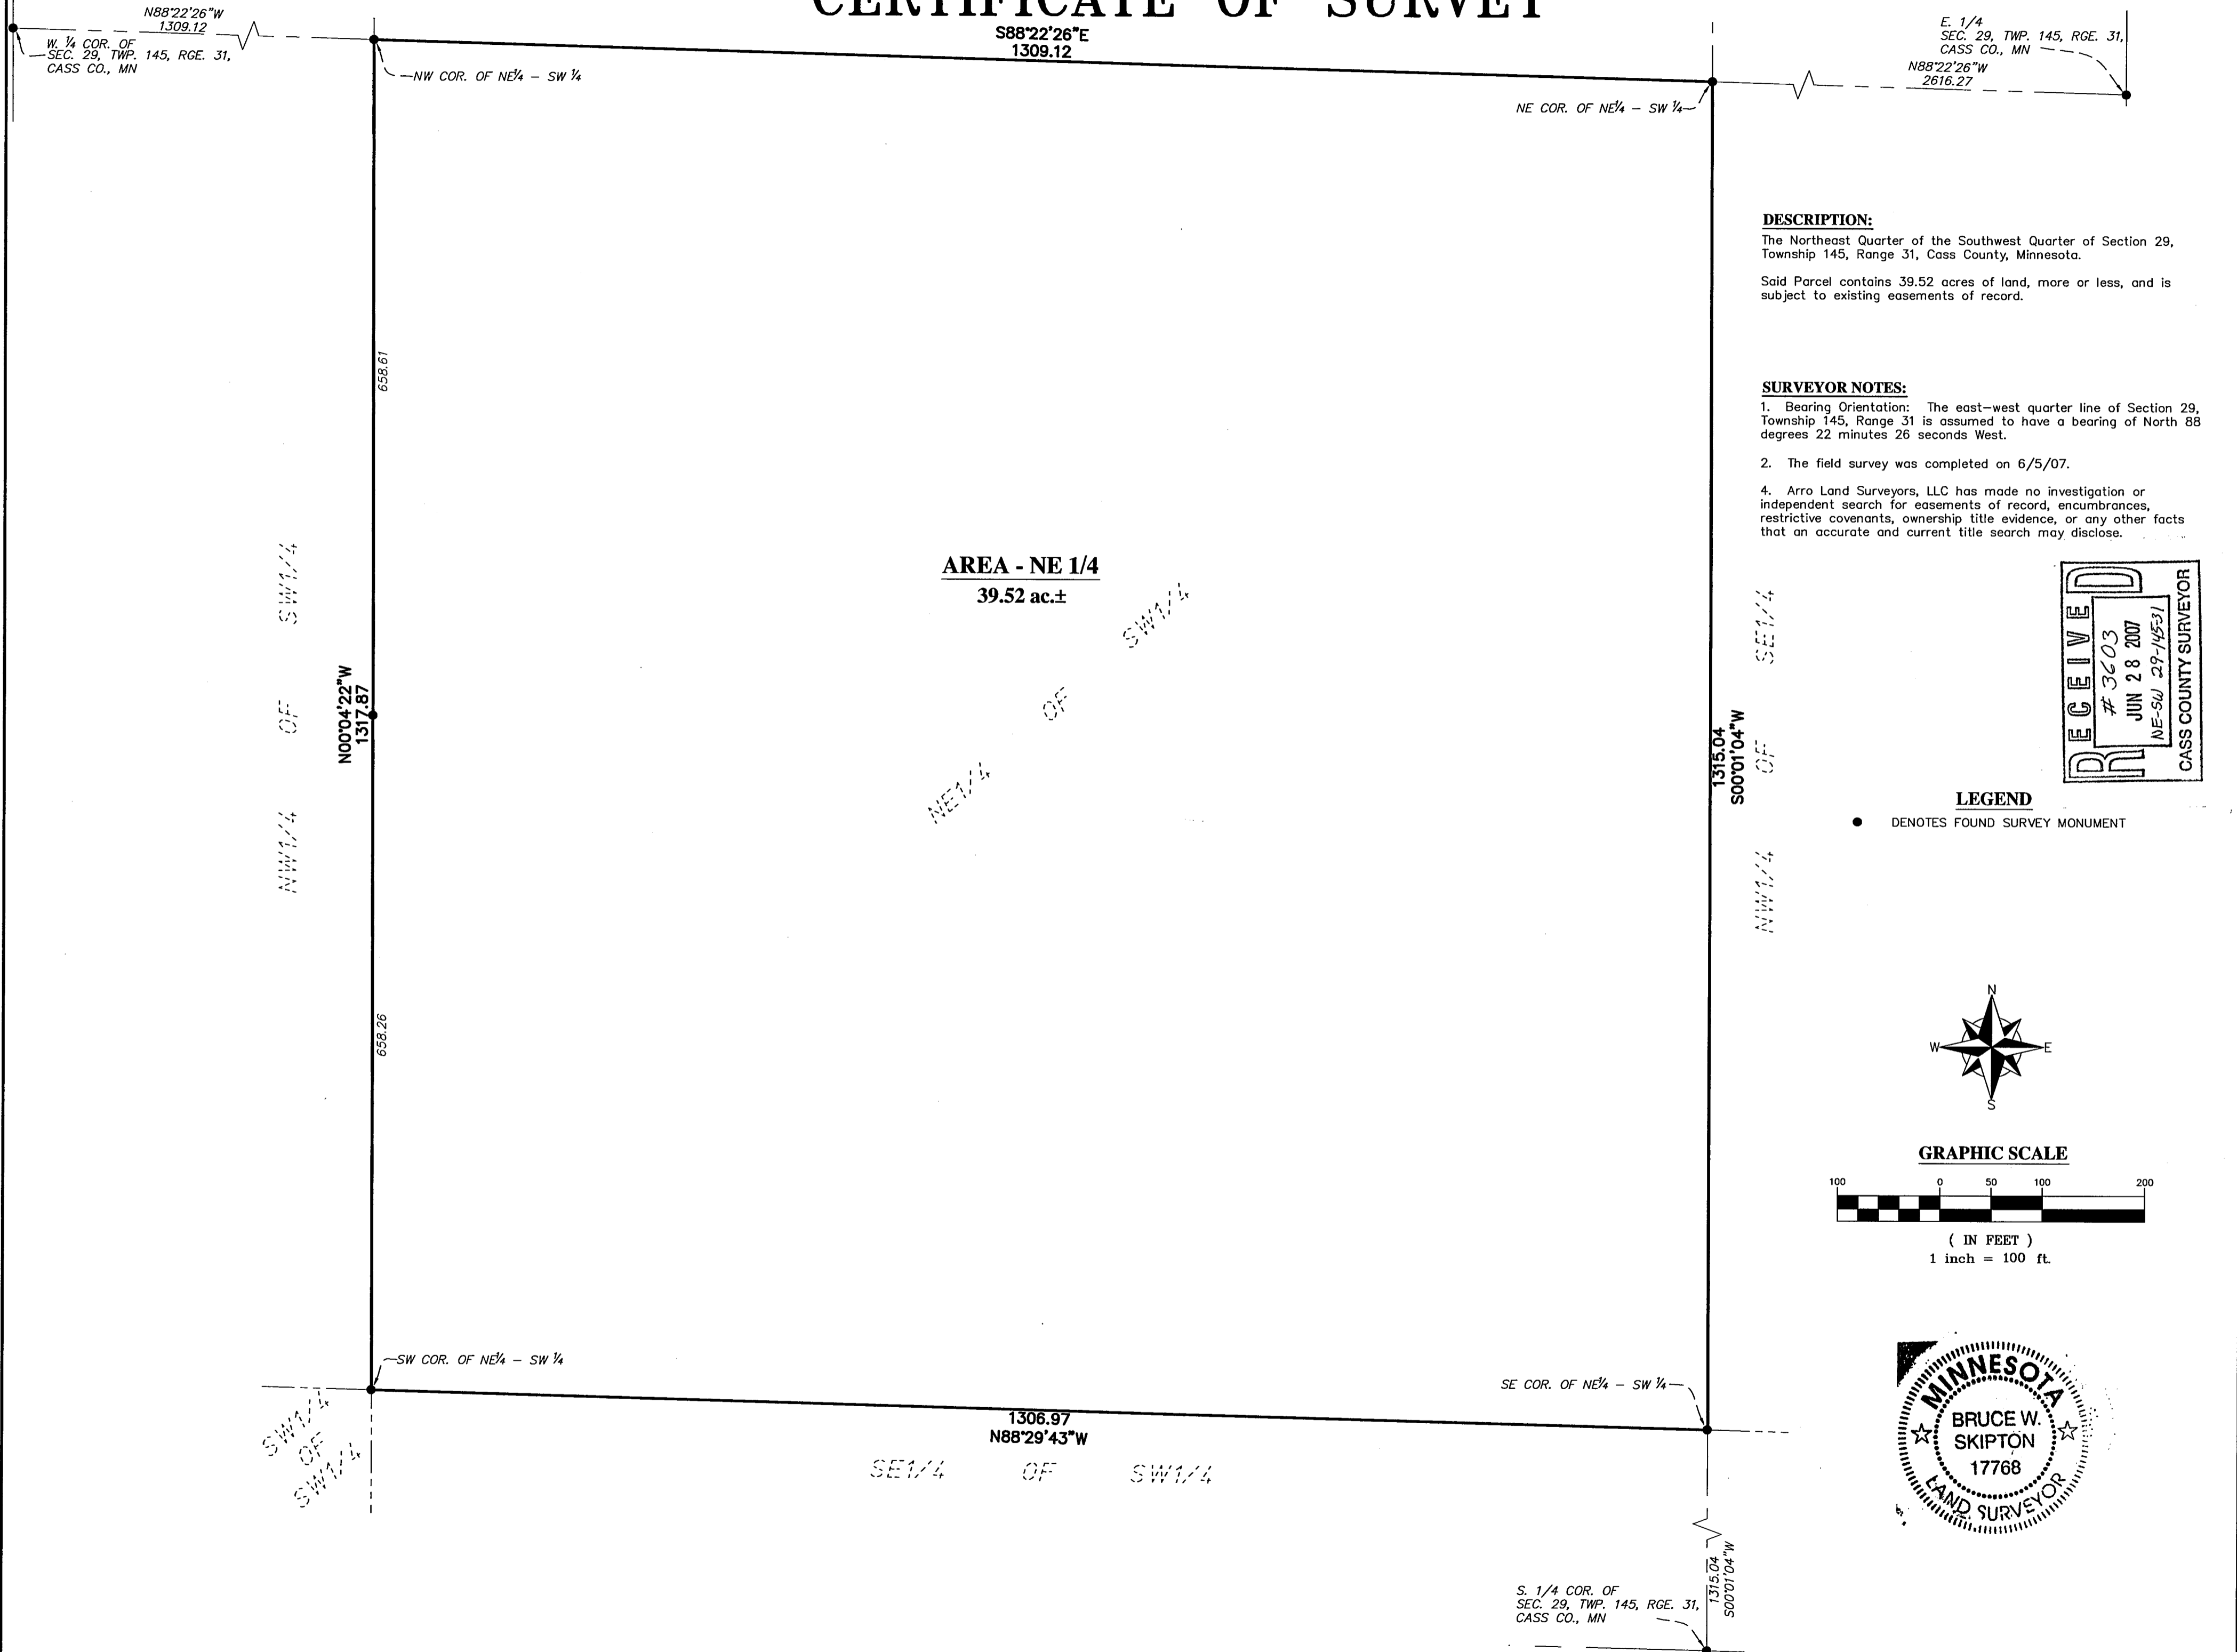 CERTIFICATE OF SURVEY
N88°22'26"W
1309.12
W. ¼ COR. OF
SEC. 29, TWP. 145, RGE. 31,
CASS CO., MN
S88°22'26"E
1309.12
E. 1/4
SEC. 29, TWP. 145, RGE. 31,
CASS CO., MN
N88°22'26"W
2616.27
NW COR. OF NE¼ - SW ¼
NE COR. OF NE¼ - SW ¼
658.61
N00°04'22"W
1317.87
658.26
NW1/4 OF SW1/4
AREA - NE 1/4
39.52 ac.±
NE1/4 OF SW1/4
1315.04
S00°01'04"W
NW1/4 OF SE1/4
DESCRIPTION:
The Northeast Quarter of the Southwest Quarter of Section 29,
Township 145, Range 31, Cass County, Minnesota.
Said Parcel contains 39.52 acres of land, more or less, and is
subject to existing easements of record.
SURVEYOR NOTES:
1. Bearing Orientation: The east-west quarter line of Section 29,
Township 145, Range 31 is assumed to have a bearing of North 88
degrees 22 minutes 26 seconds West.
2. The field survey was completed on 6/5/07.
4. Arro Land Surveyors, LLC has made no investigation or
independent search for easements of record, encumbrances,
restrictive covenants, ownership title evidence, or any other facts
that an accurate and current title search may disclose.
RECEIVED
# 3603
JUN 28 2007
NE-SW 29-145-31
CASS COUNTY SURVEYOR
LEGEND
DENOTES FOUND SURVEY MONUMENT
N
W
E
S
GRAPHIC SCALE
100 0 50 100 200
( IN FEET )
1 inch = 100 ft.
MINNESOTA
BRUCE W.
SKIPTON
17768
LAND SURVEYOR
SW COR. OF NE¼ - SW ¼
SE COR. OF NE¼ - SW ¼
1306.97
N88°29'43"W
SW1/4
OF
SW1/4
SE1/4 OF SW1/4
1315.04
S00°01'04"W
S. 1/4 COR. OF
SEC. 29, TWP. 145, RGE. 31,
CASS CO., MN